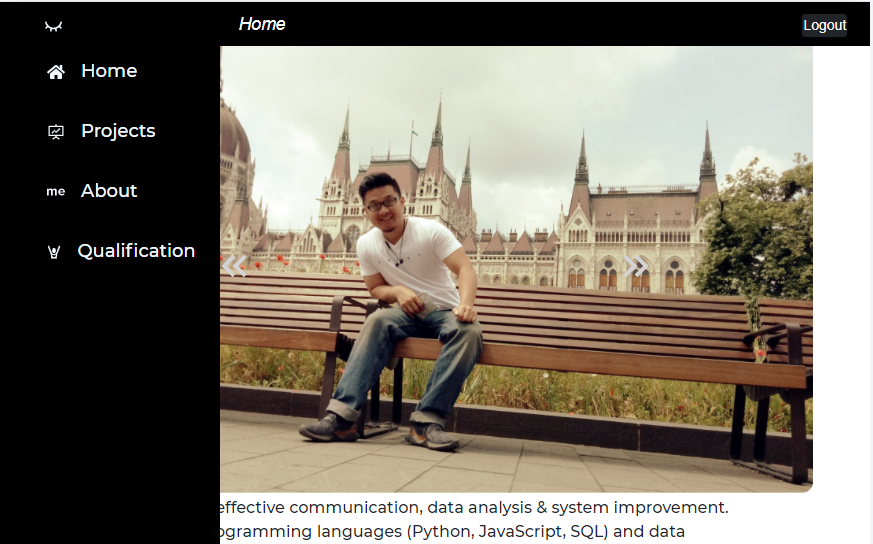 Home
Logout
Home
Projects
me About
Qualification
effective communication, data analysis & system improvement.
ogramming languages (Python, JavaScript, SQL) and data